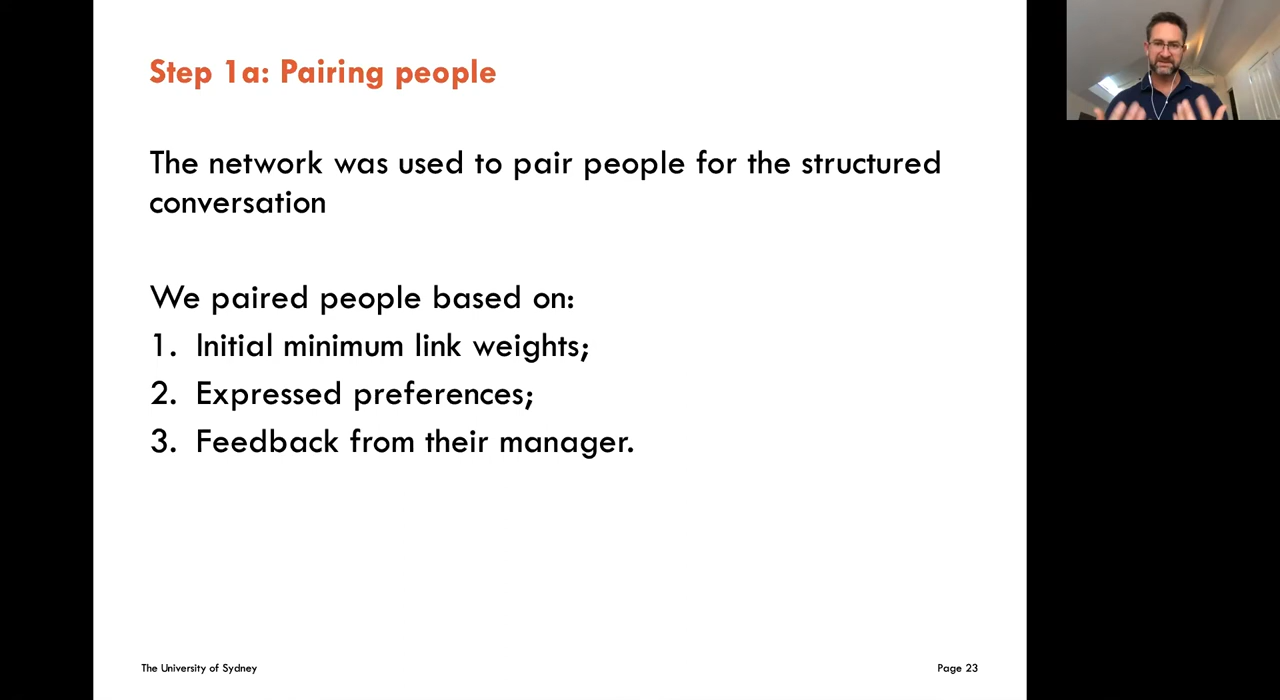 Step 1a: Pairing people
The network was used to pair people for the structured
conversation
We paired people based on:
1. Initial minimum link weights;
2. Expressed preferences;
3. Feedback from their manager.
The University of Sydney
Page 23